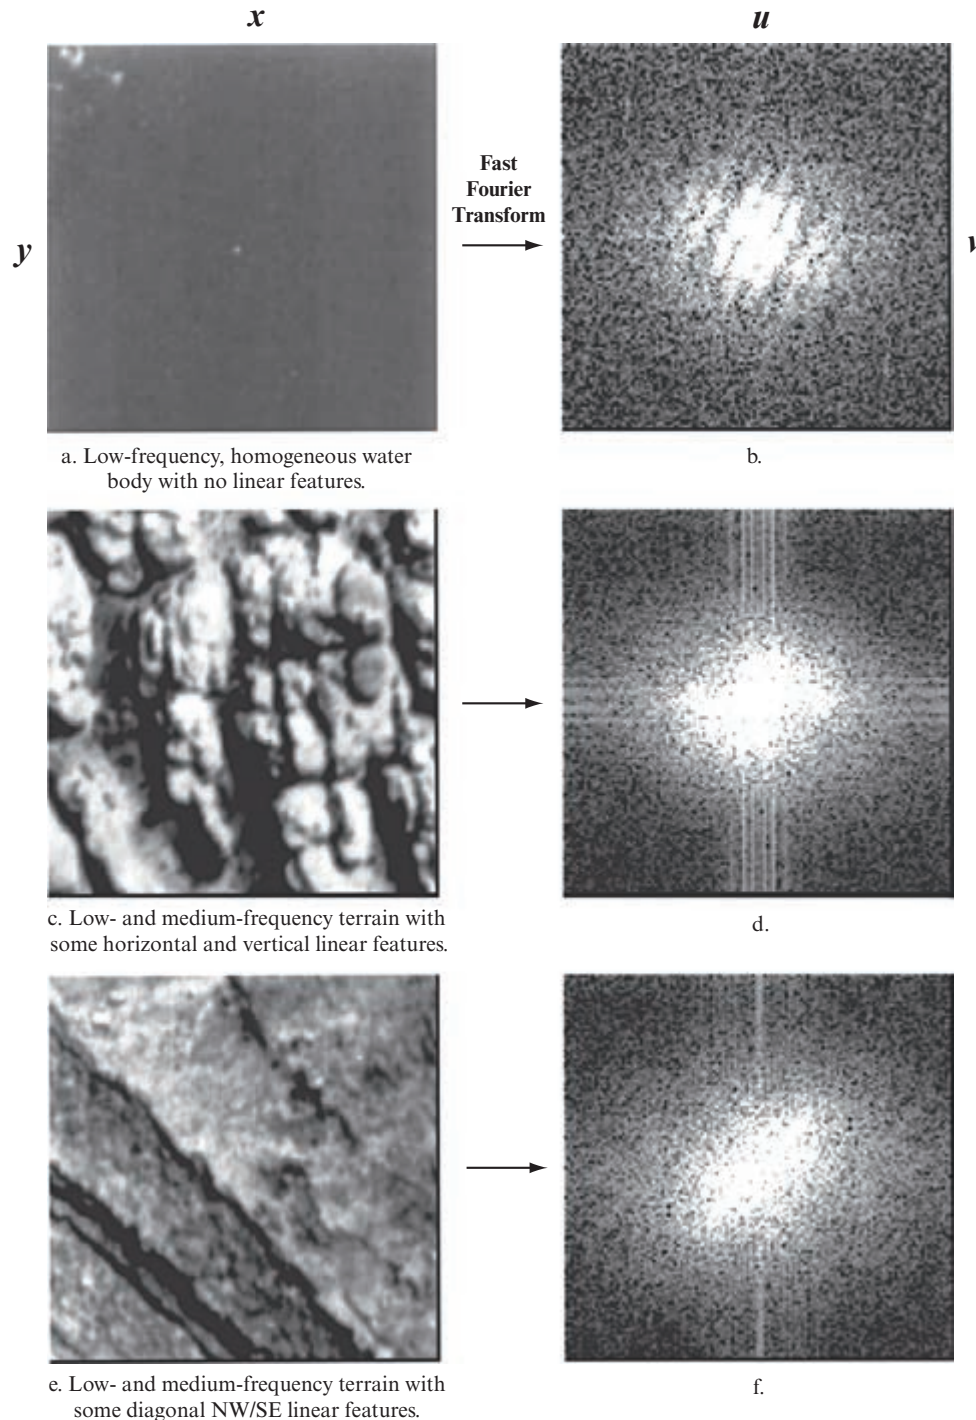 x
u
Fast
Fourier
Transform
y
a. Low-frequency, homogeneous water
body with no linear features.
b.
c. Low- and medium-frequency terrain with
some horizontal and vertical linear features.
d.
e. Low- and medium-frequency terrain with
some diagonal NW/SE linear features.
f.